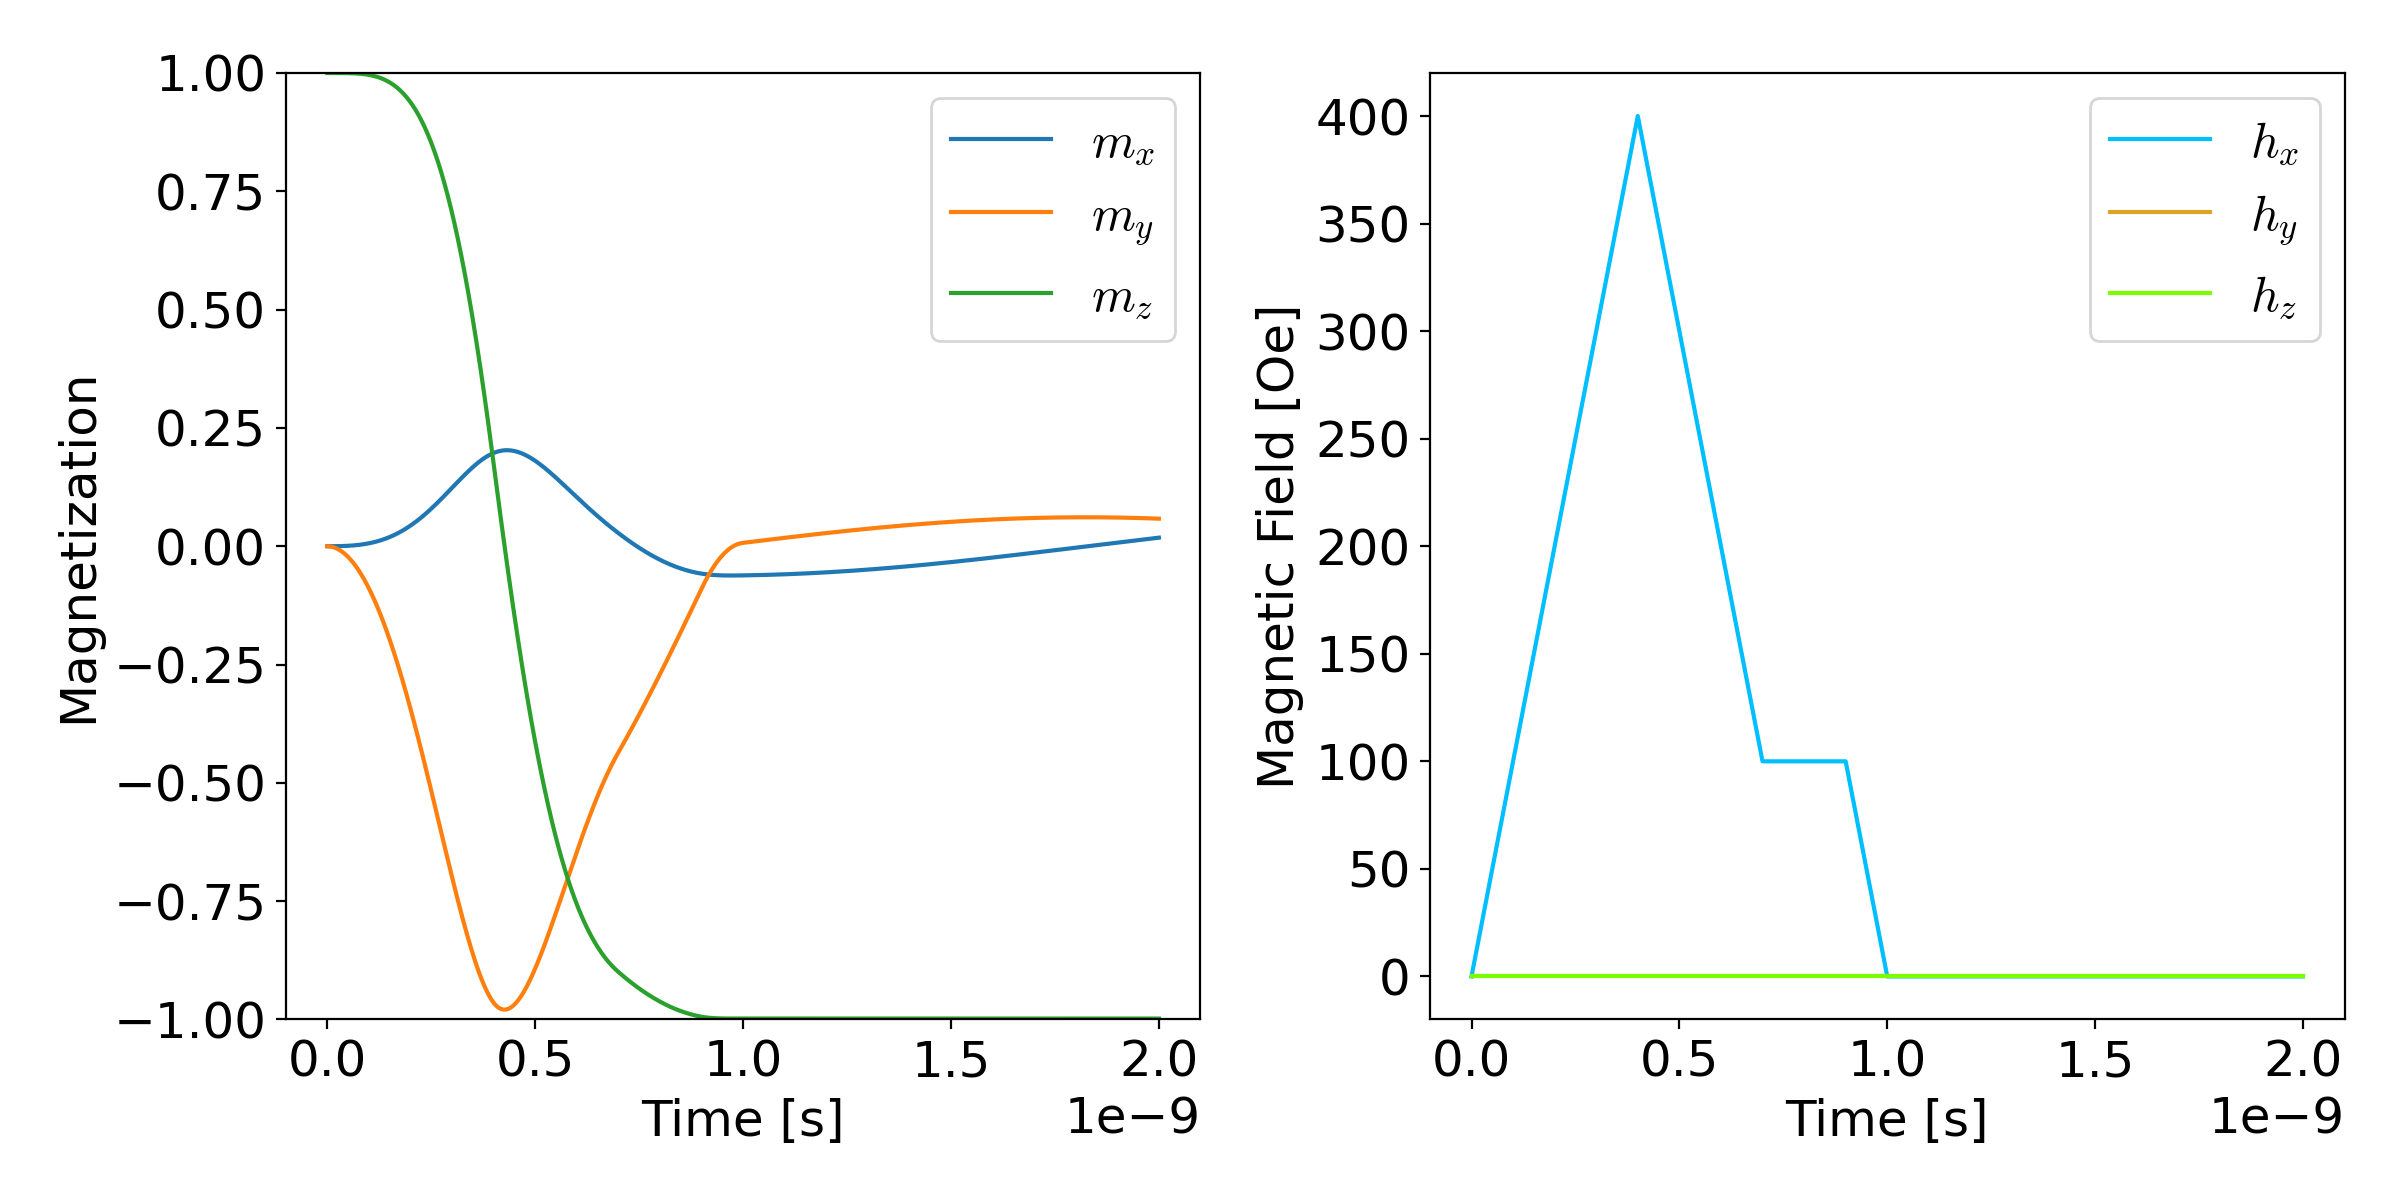 Magnetization
1.00
0.75
0.50
0.25
0.00
−0.25
−0.50
−0.75
−1.00
0.0 0.5 1.0 1.5 2.0
Time [s]
1e−9
m_x
m_y
m_z
Magnetic Field [Oe]
400
350
300
250
200
150
100
50
0
0.0 0.5 1.0 1.5 2.0
Time [s]
1e−9
h_x
h_y
h_z